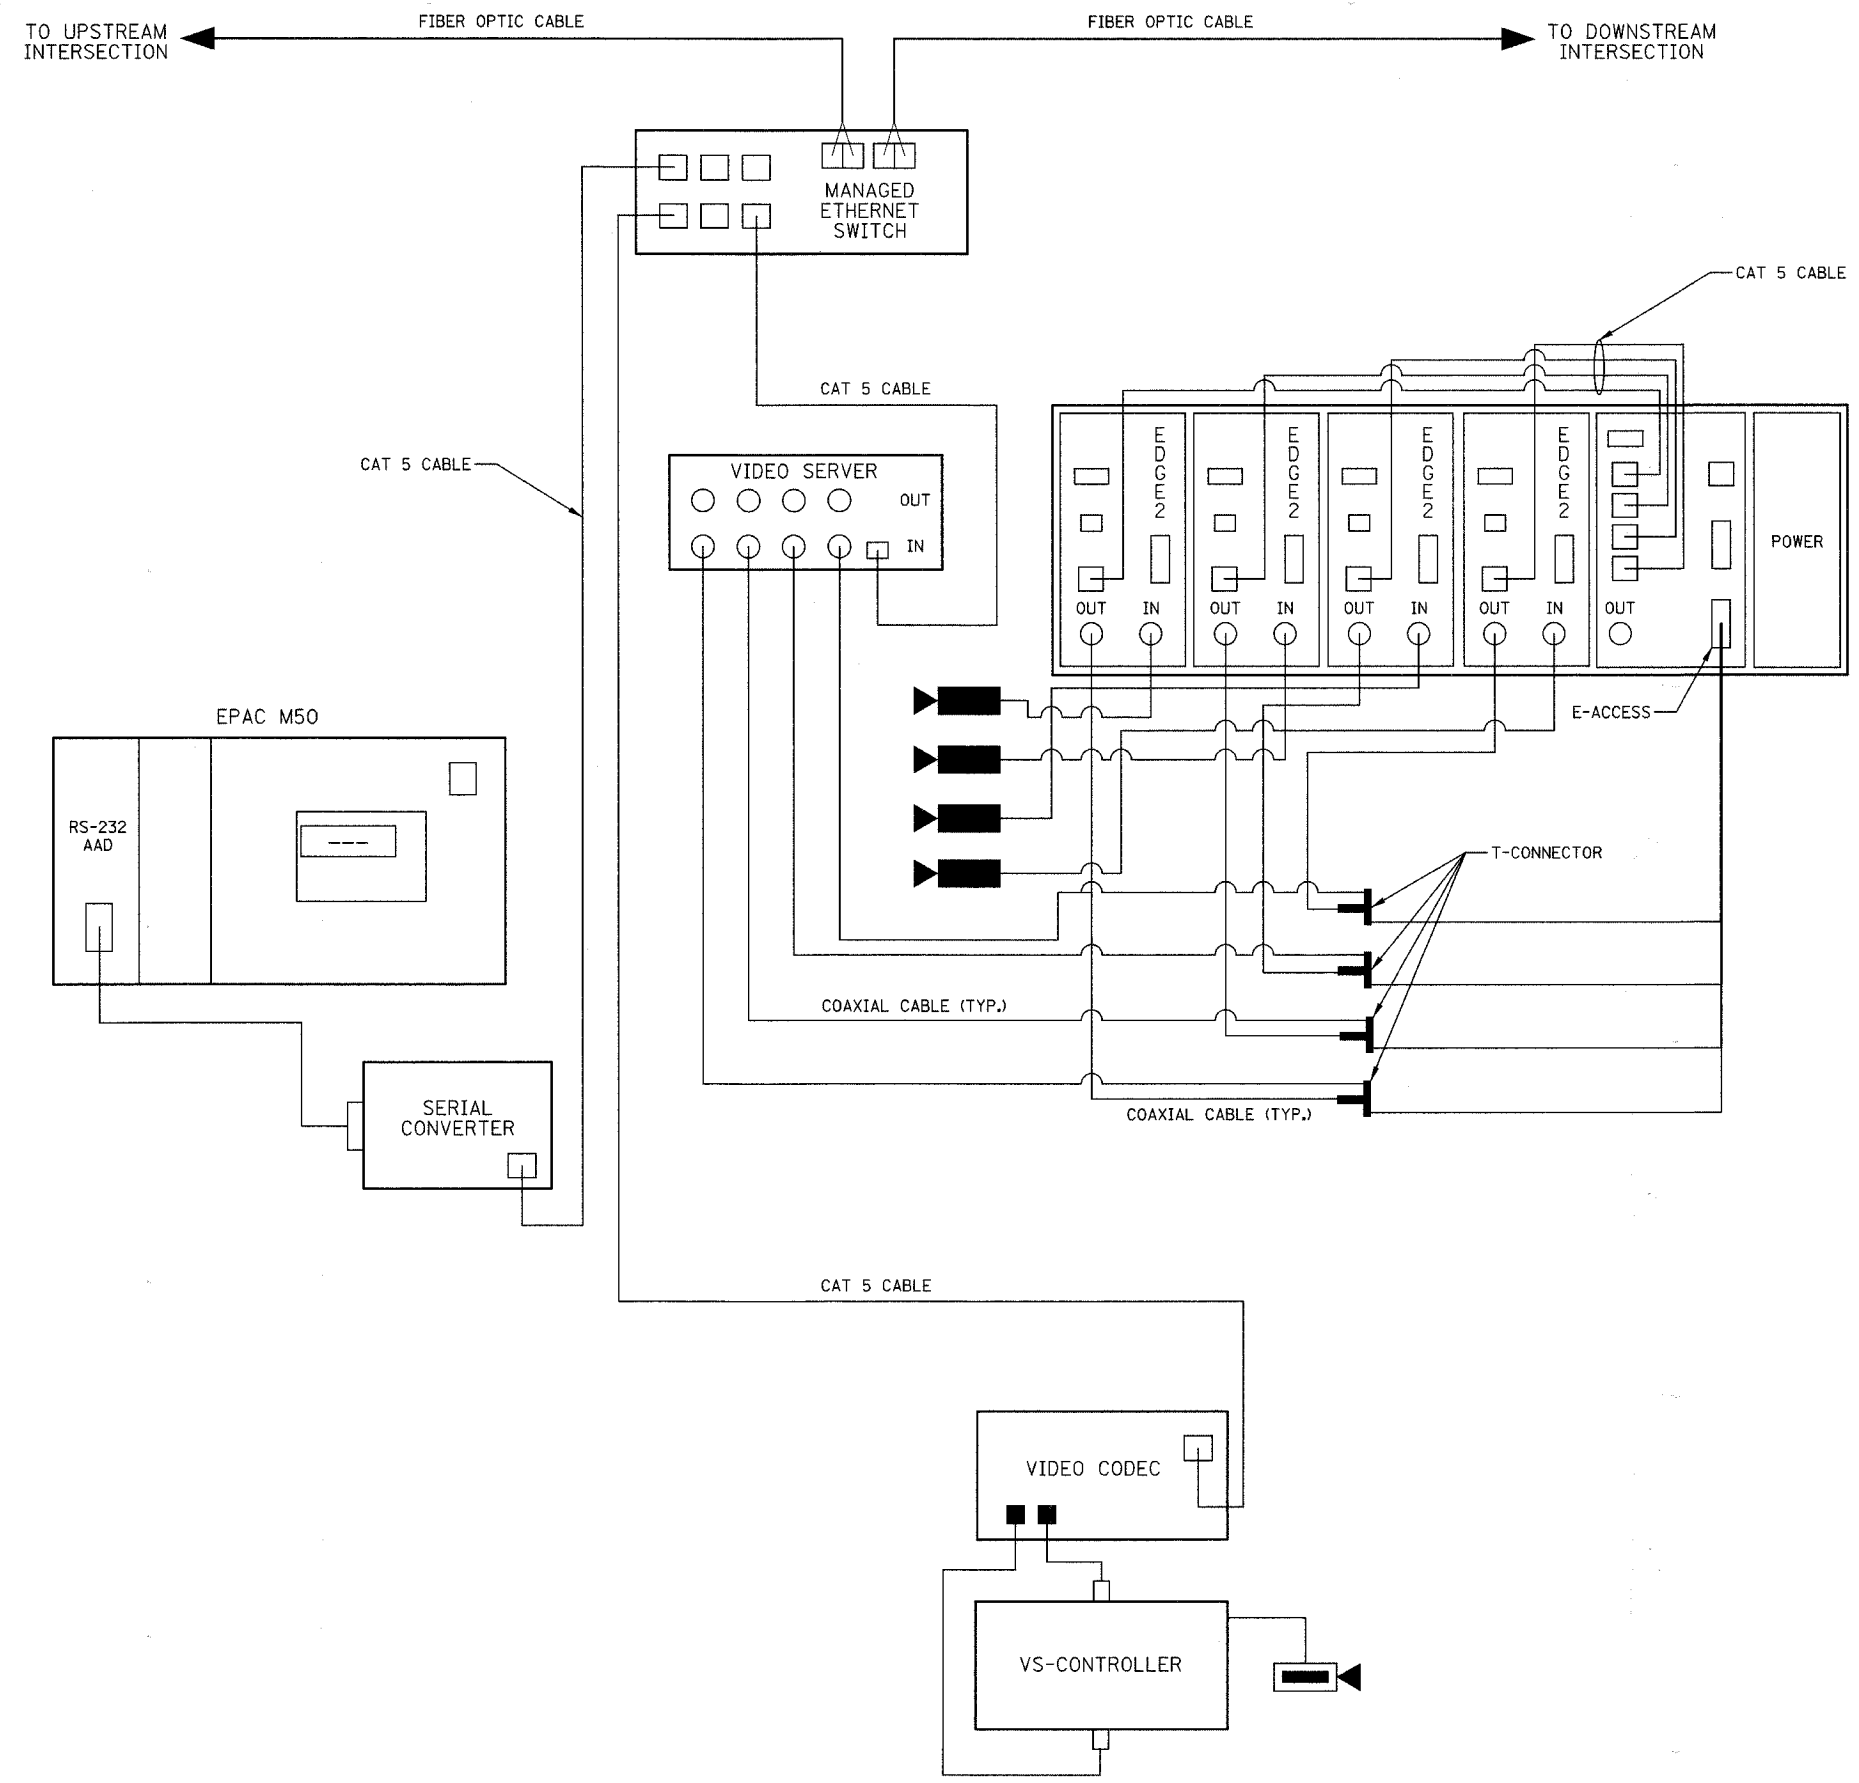 FIBER OPTIC CABLE
FIBER OPTIC CABLE
TO UPSTREAM
INTERSECTION
TO DOWNSTREAM
INTERSECTION
MANAGED
ETHERNET
SWITCH
CAT 5 CABLE
CAT 5 CABLE
CAT 5 CABLE
VIDEO SERVER
OUT
IN
EDGE2
EDGE2
EDGE2
EDGE2
POWER
OUT
IN
OUT
IN
OUT
IN
OUT
IN
OUT
E-ACCESS
EPAC M50
RS-232
AAD
---
T-CONNECTOR
COAXIAL CABLE (TYP.)
COAXIAL CABLE (TYP.)
SERIAL
CONVERTER
CAT 5 CABLE
VIDEO CODEC
VS-CONTROLLER